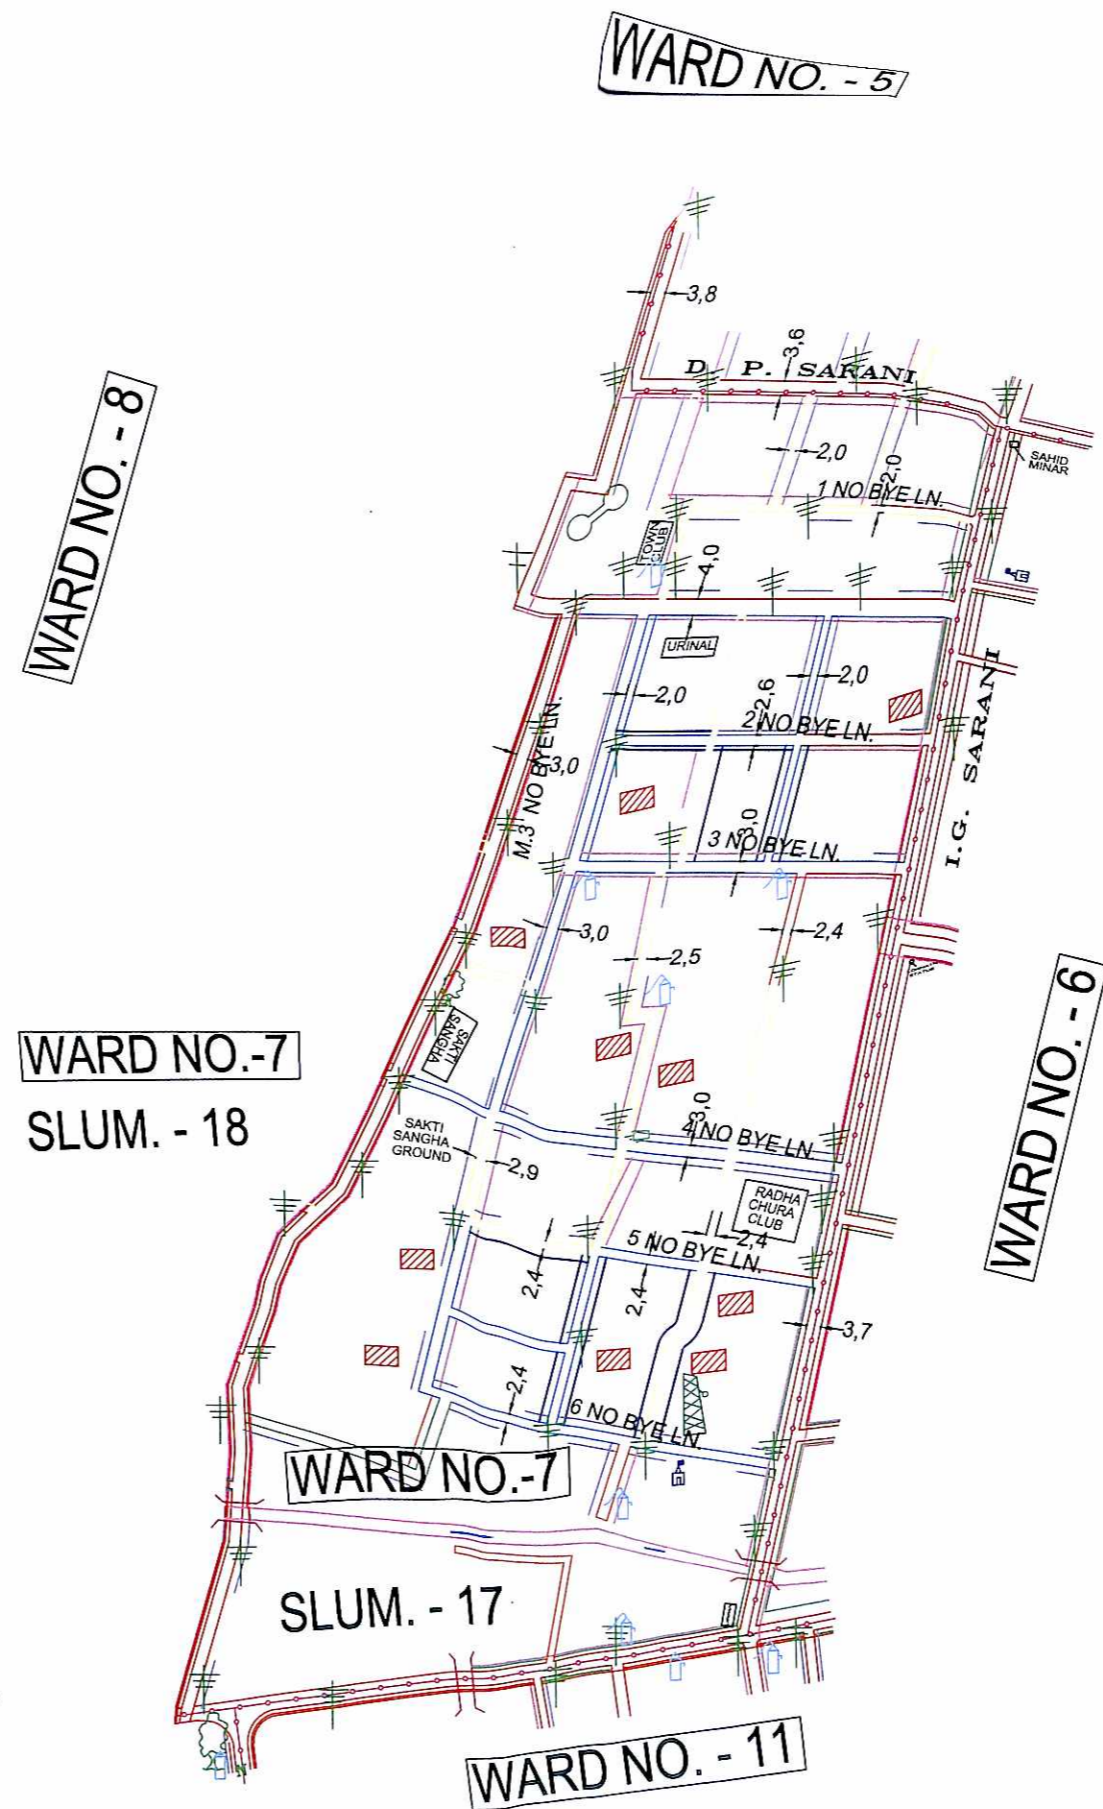 WARD NO. - 5
3,8
3,6
D. P. SARANI
WARD NO. - 8
2,0
2,0
SAHID
MINAR
1 NO BYE LN.
TOWN
CLUB
4,0
URINAL
2,0
2,0
2,6
2 NO BYE LN.
I.G. SARANI
M.3 NO BYE LN.
3,0
3,0
3 NO BYE LN.
3,0
2,4
2,5
SAKTI
SANGHA
WARD NO. - 6
WARD NO.-7
SLUM. - 18
3,0
4 NO BYE LN.
SAKTI
SANGHA
GROUND
2,9
RADHA
CHURA
CLUB
2,4
5 NO BYE LN.
2,4
2,4
3,7
2,4
6 NO BYE LN.
WARD NO.-7
SLUM. - 17
WARD NO. - 11